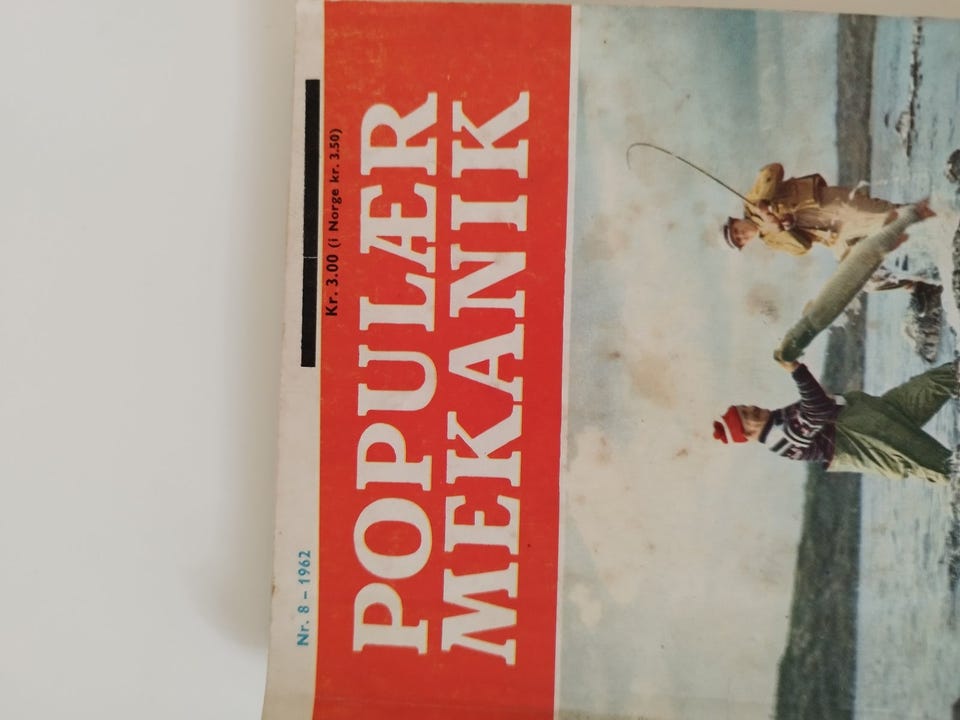 Nr. 8 – 1962
Kr. 3.00 (i Norge kr. 3.50)
POPULÆR
MEKANIK